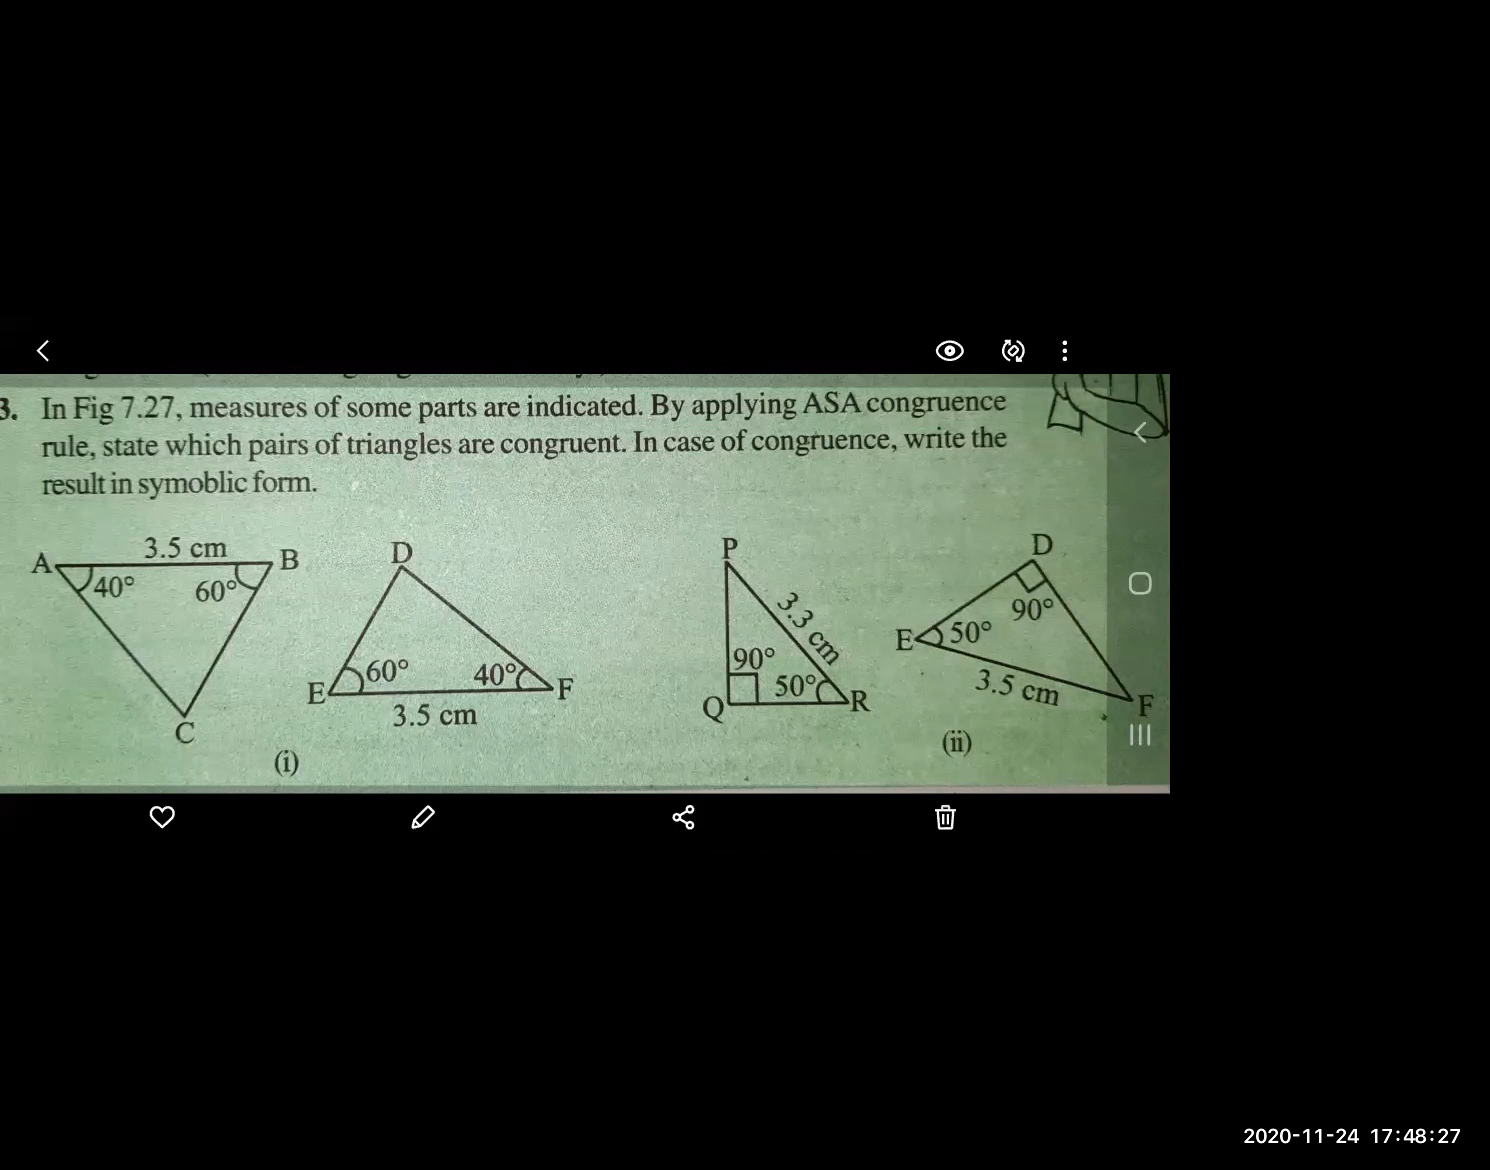 3. In Fig 7.27, measures of some parts are indicated. By applying ASA congruence
rule, state which pairs of triangles are congruent. In case of congruence, write the
result in symoblic form.
A
3.5 cm
B
40°
60°
C
D
60°
40°
E
F
3.5 cm
(i)
P
3.3 cm
90°
50°
Q
R
D
90°
E
50°
3.5 cm
F
(ii)
2020-11-24 17:48:27